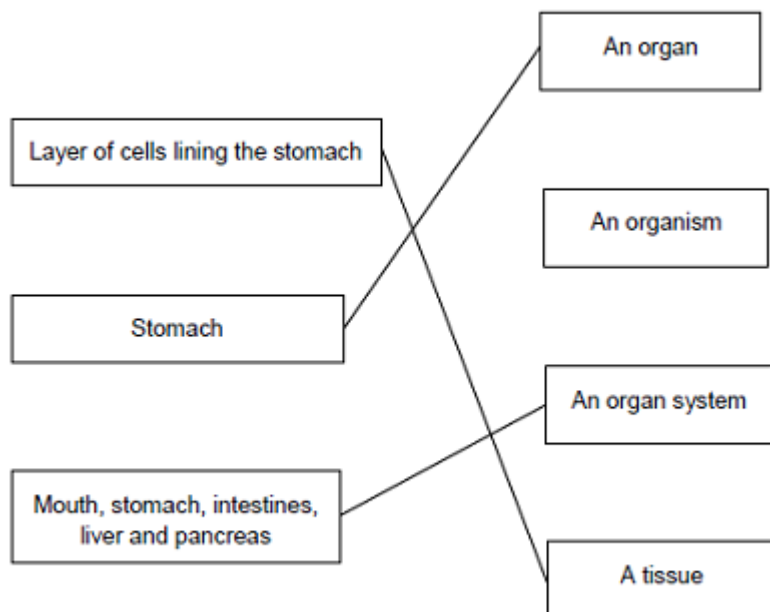 An organ
Layer of cells lining the stomach
An organism
Stomach
An organ system
Mouth, stomach, intestines,
liver and pancreas
A tissue